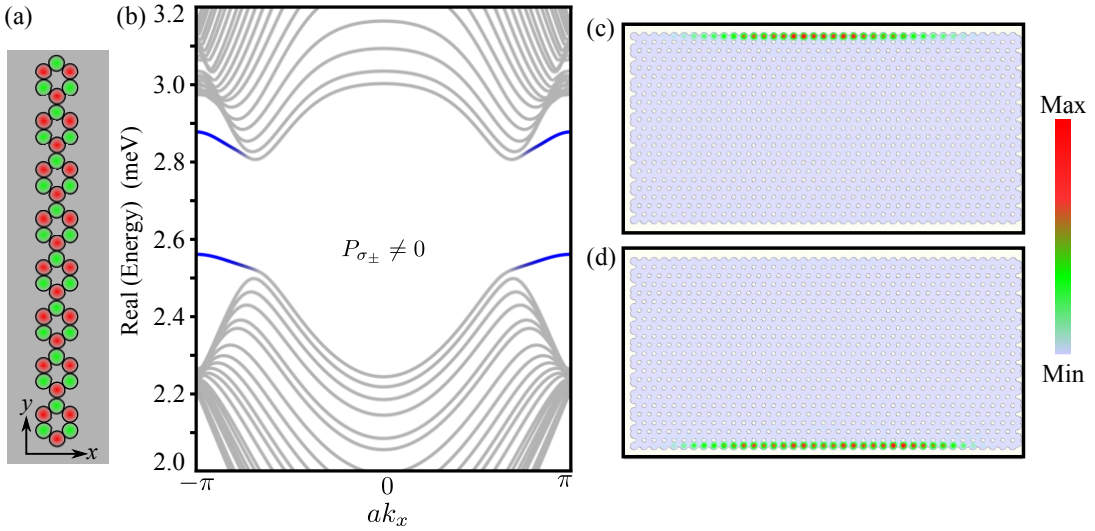 (a)
y
x
(b)
Real (Energy) (meV)
3.2
3.0
2.8
2.6
2.4
2.2
2.0
P_{σ±} ≠ 0
−π
0
π
ak_x
(c)
(d)
Max
Min